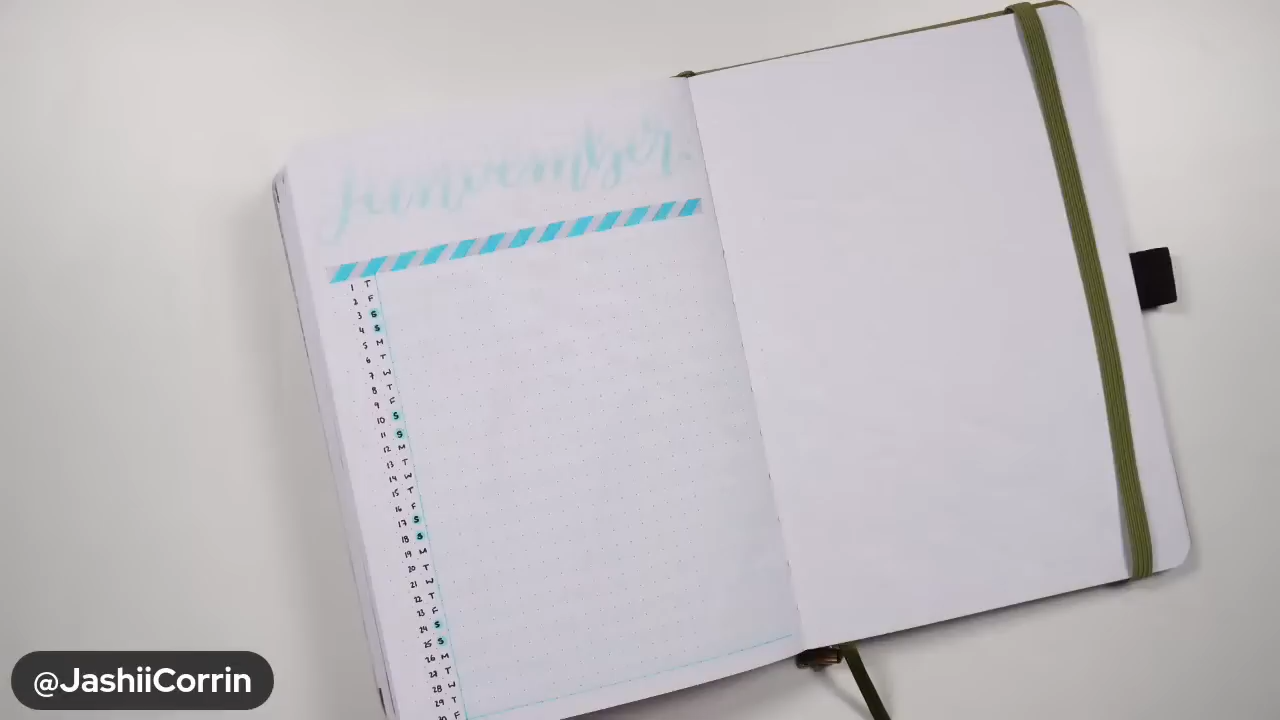 1 T
2 F
3 S
4 S
5 M
6 T
7 W
8 T
9 F
10 S
11 S
12 M
13 T
14 W
15 T
16 F
17 S
18 S
19 M
20 T
21 W
22 T
23 F
24 S
25 S
26 M
27 T
28 W
29 T
30 F
@JashiiCorrin